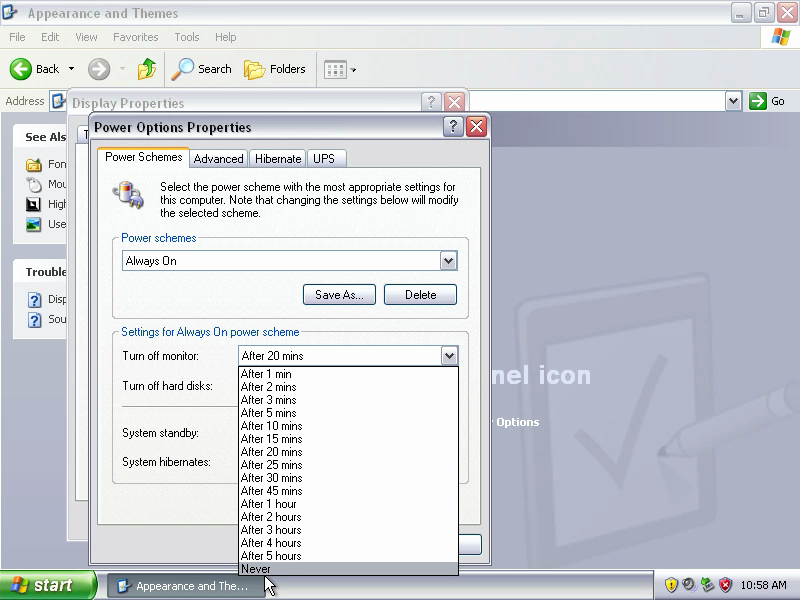 Appearance and Themes
File Edit View Favorites Tools Help
Back Search Folders
Address Go
Display Properties
Power Options Properties
See Als
Fon
Mou
High
Use
Trouble
Disp
Sou
Power Schemes Advanced Hibernate UPS
Select the power scheme with the most appropriate settings for
this computer. Note that changing the settings below will modify
the selected scheme.
Power schemes
Always On
Save As... Delete
Settings for Always On power scheme
Turn off monitor: After 20 mins
Turn off hard disks:
System standby:
System hibernates:
After 1 min
After 2 mins
After 3 mins
After 5 mins
After 10 mins
After 15 mins
After 20 mins
After 25 mins
After 30 mins
After 45 mins
After 1 hour
After 2 hours
After 3 hours
After 4 hours
After 5 hours
Never
nel icon
Options
start Appearance and The... 10:58 AM